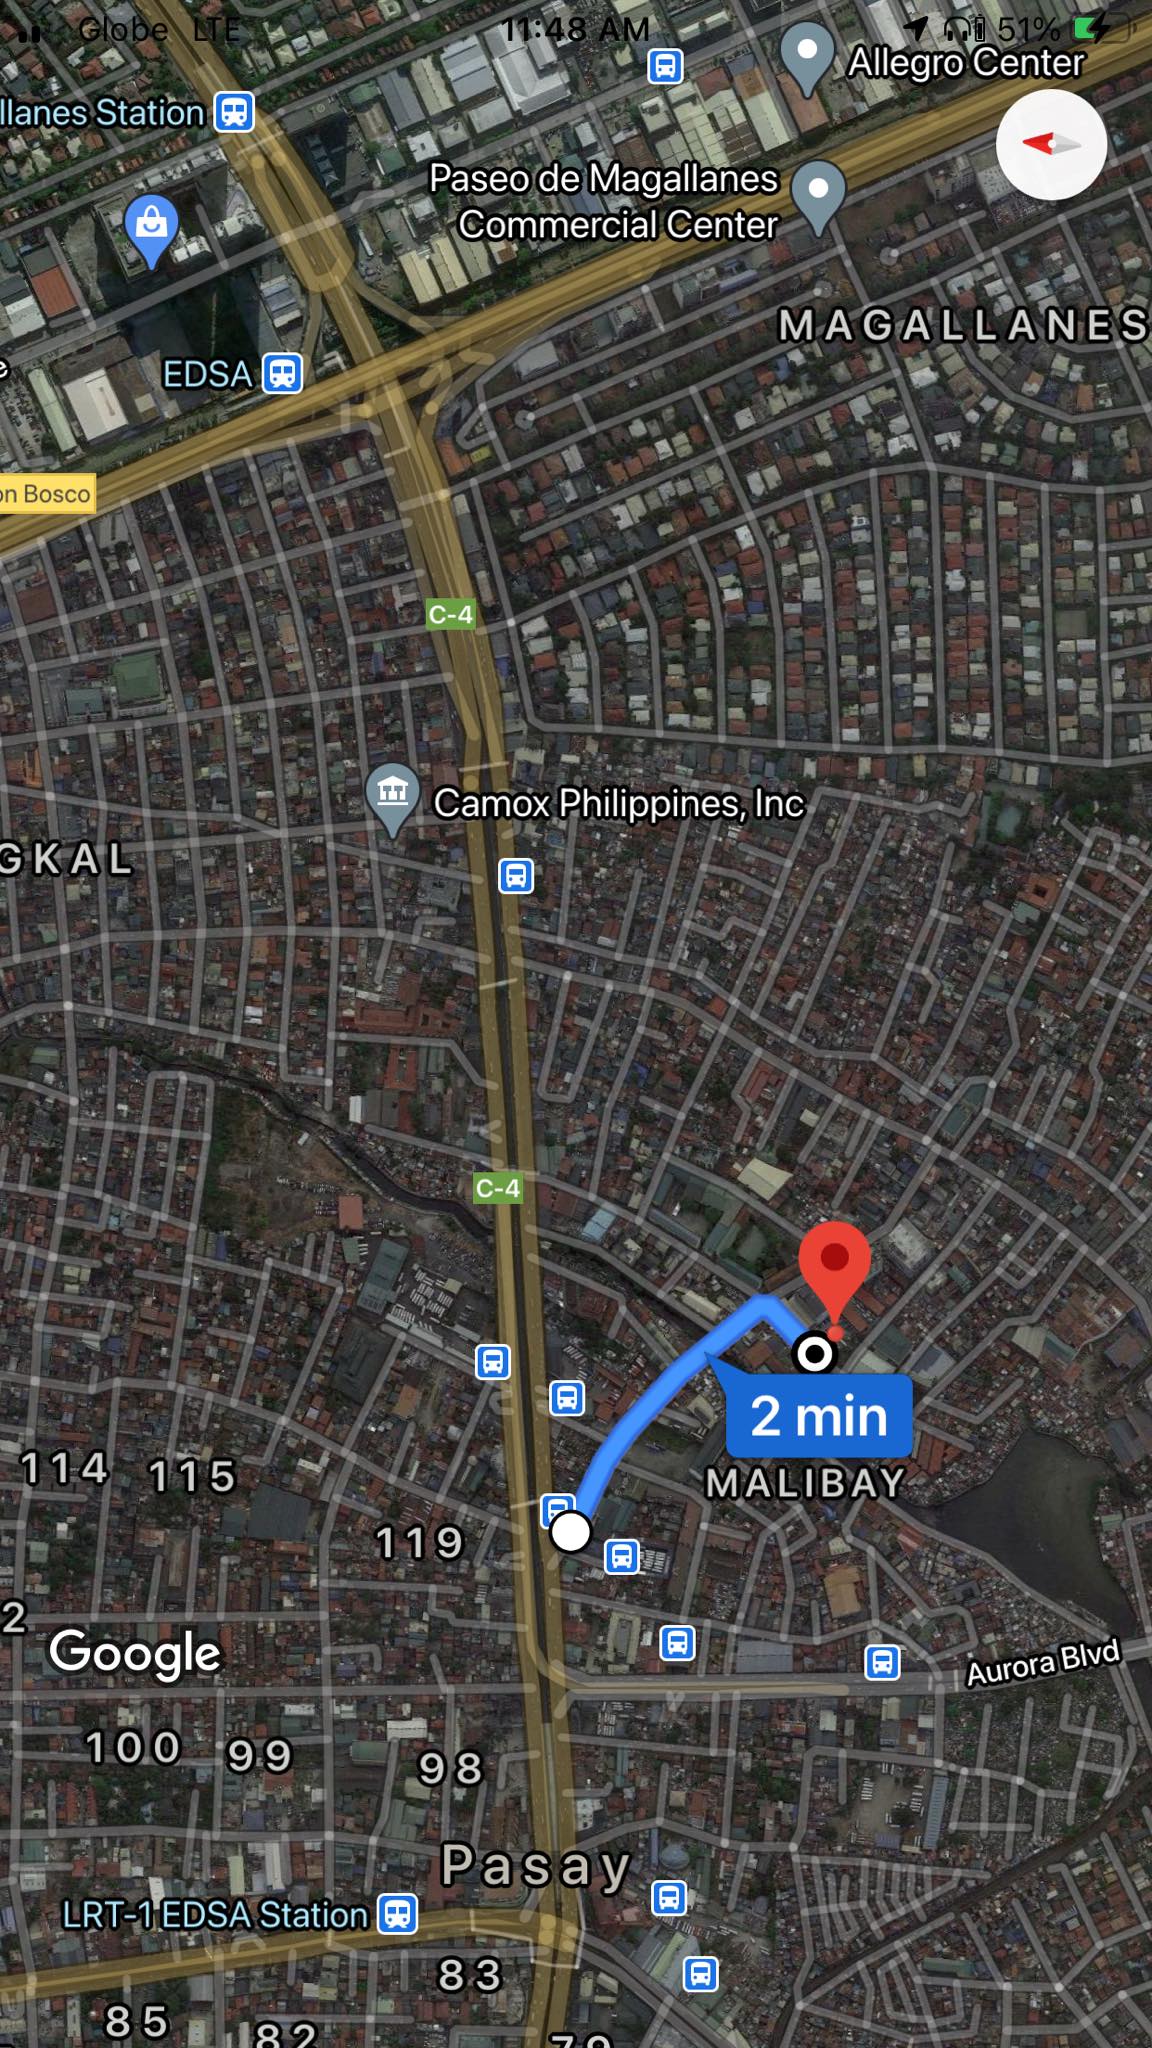 Globe LTE 11:48 AM 51%
Allegro Center
llanes Station
Paseo de Magallanes
Commercial Center
MAGALLANES
EDSA
on Bosco
C-4
Camox Philippines, Inc
GKAL
C-4
2 min
MALIBAY
114 115
119
2
Google
Aurora Blvd
100 99 98
Pasay
LRT-1 EDSA Station
83
85 82
79